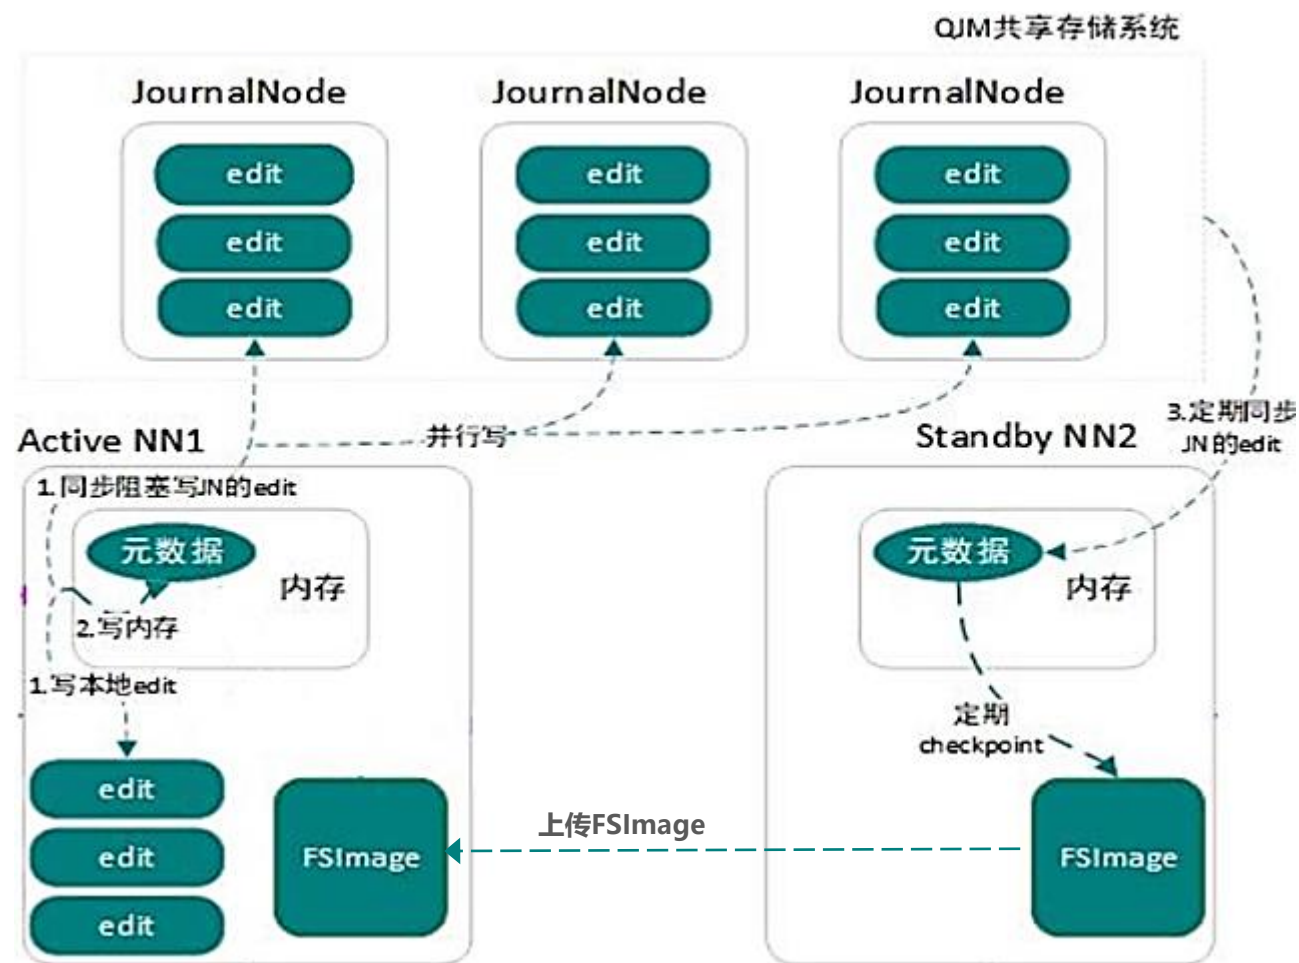 QJM共享存储系统
JournalNode
JournalNode
JournalNode
edit
edit
edit
edit
edit
edit
edit
edit
edit
并行写
3.定期同步
JN的edit
Active NN1
Standby NN2
1.同步阻塞写JN的edit
元数据
内存
2.写内存
1.写本地edit
元数据
内存
定期
checkpoint
edit
edit
edit
FSImage
上传FSImage
FSImage